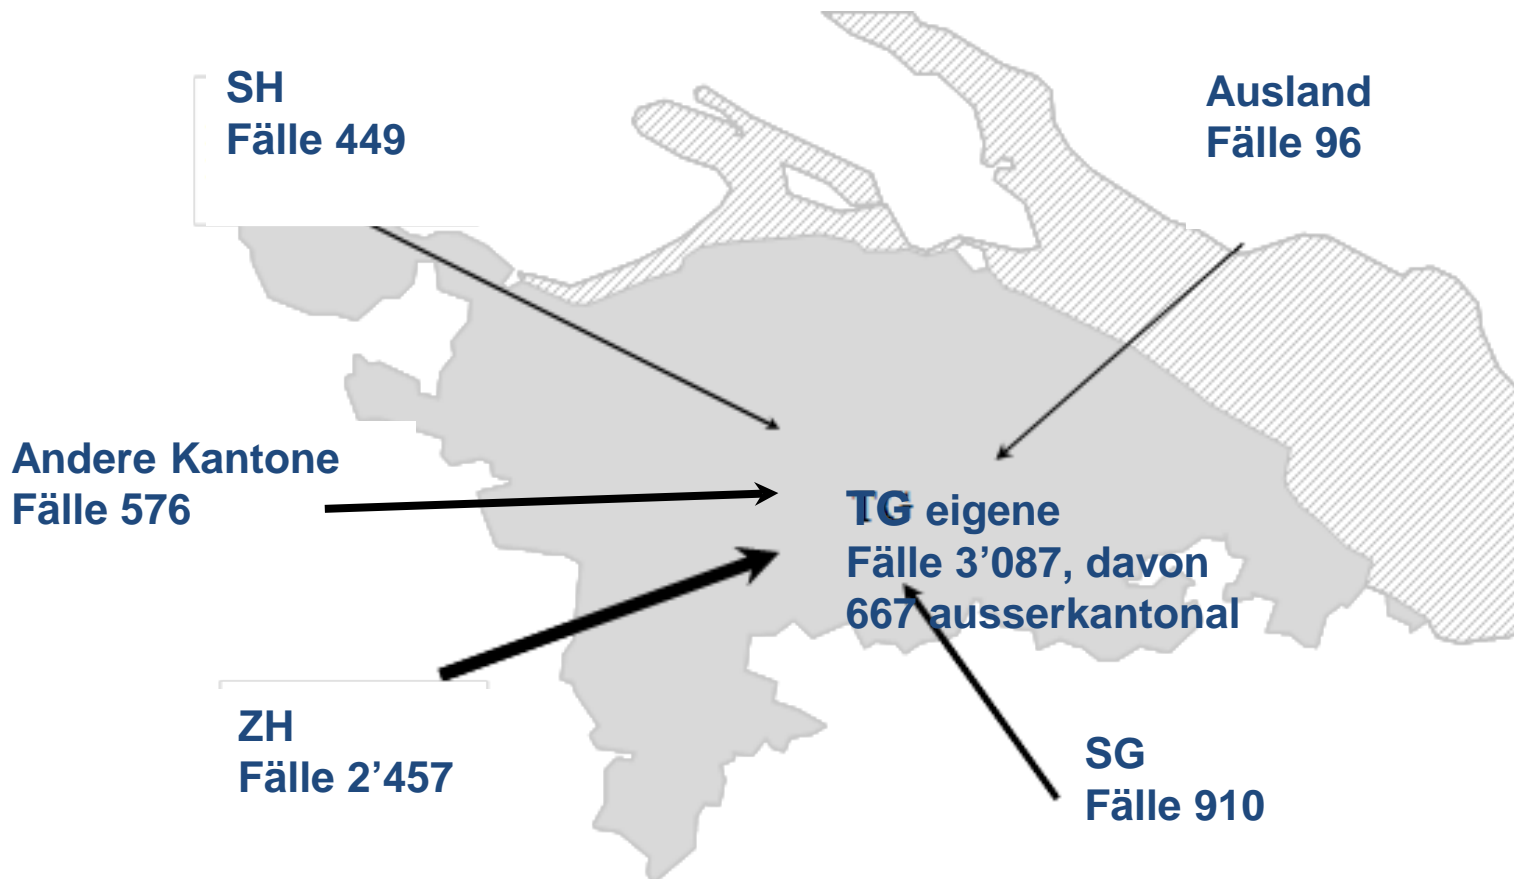 SH
Fälle 449
Ausland
Fälle 96
Andere Kantone
Fälle 576
TG eigene
Fälle 3’087, davon
667 ausserkantonal
ZH
Fälle 2’457
SG
Fälle 910